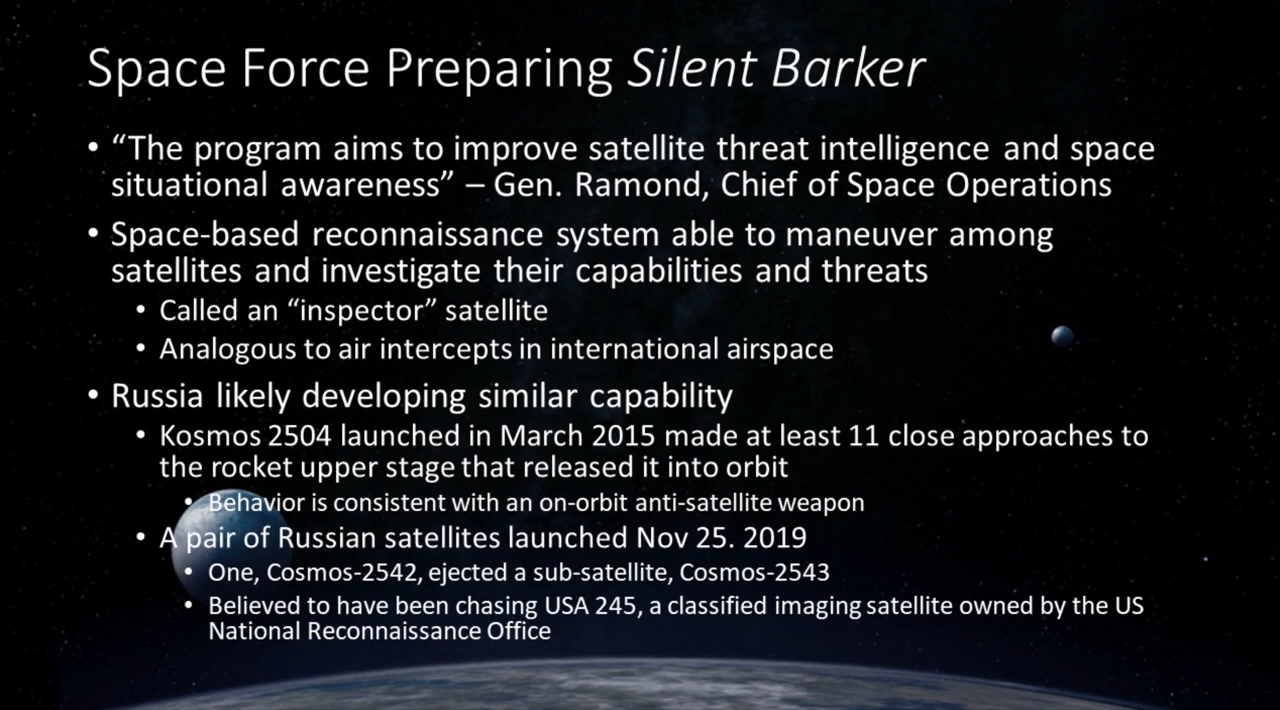 Space Force Preparing Silent Barker
• “The program aims to improve satellite threat intelligence and space
situational awareness” – Gen. Ramond, Chief of Space Operations
• Space-based reconnaissance system able to maneuver among
satellites and investigate their capabilities and threats
• Called an “inspector” satellite
• Analogous to air intercepts in international airspace
• Russia likely developing similar capability
• Kosmos 2504 launched in March 2015 made at least 11 close approaches to
the rocket upper stage that released it into orbit
• Behavior is consistent with an on-orbit anti-satellite weapon
• A pair of Russian satellites launched Nov 25. 2019
• One, Cosmos-2542, ejected a sub-satellite, Cosmos-2543
• Believed to have been chasing USA 245, a classified imaging satellite owned by the US
National Reconnaissance Office